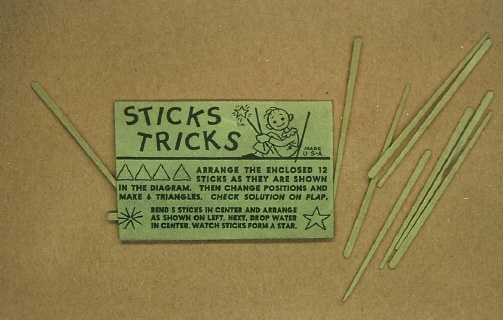 STICKS
TRICKS
MADE
U·S·A
ARRANGE THE ENCLOSED 12
STICKS AS THEY ARE SHOWN
IN THE DIAGRAM. THEN CHANGE POSITIONS AND
MAKE 6 TRIANGLES. CHECK SOLUTION ON FLAP.
BEND 5 STICKS IN CENTER AND ARRANGE
AS SHOWN ON LEFT. NEXT, DROP WATER
IN CENTER. WATCH STICKS FORM A STAR.